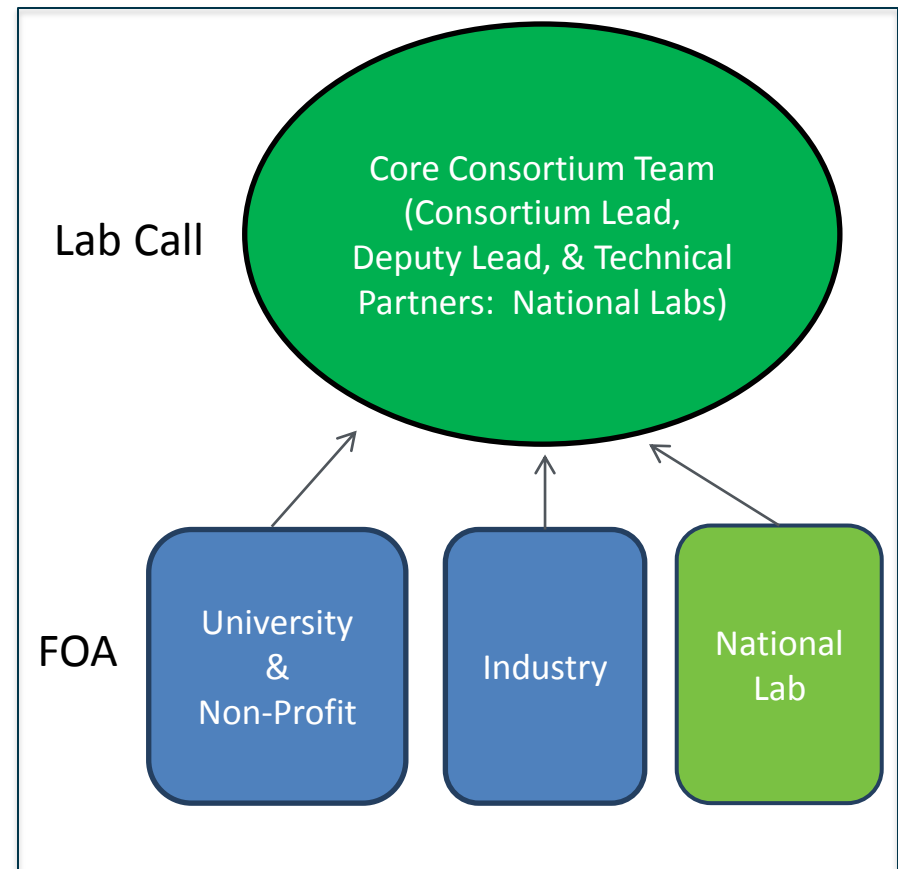 Lab Call
Core Consortium Team
(Consortium Lead,
Deputy Lead, & Technical
Partners:  National Labs)
FOA
University
&
Non-Profit
Industry
National
Lab